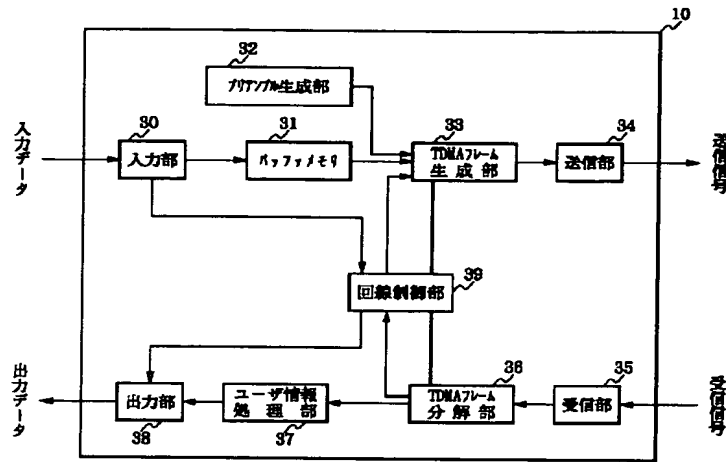 10
32
プリアンブル生成部
入力データ
30
入力部
31
バッファメモリ
33
TDMAフレーム
生成部
34
送信部
送信信号
回線制御部
39
出力データ
出力部
38
ユーザ情報
処理部
37
36
TDMAフレーム
分解部
35
受信部
受信信号